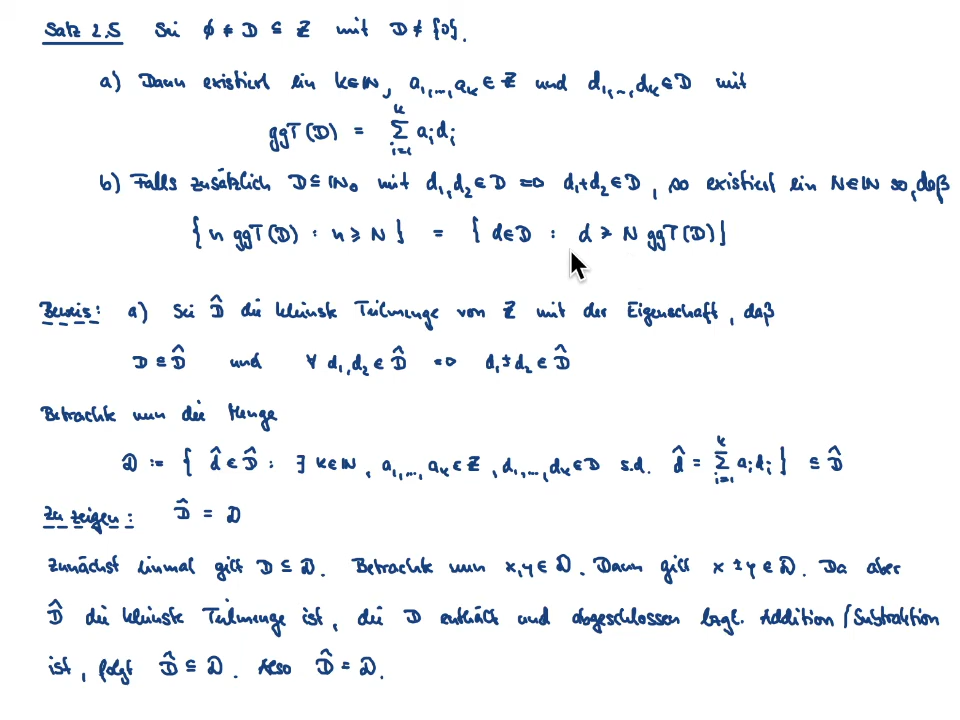 Satz 2.5 Sei ∅ ≠ D ⊆ ℤ mit D ≠ {0}.
a) Dann existiert ein k∈ℕ, a₁,...,aₖ ∈ ℤ und d₁,...,dₖ∈D mit
ggT(D) = ∑_{i=1}^{k} aᵢdᵢ
b) Falls zusätzlich D⊆ℕ₀ mit d₁,d₂∈D ⇒ d₁+d₂∈D, so existiert ein N∈ℕ so, daß
{ n ggT(D) : n ≥ N } = { d∈D : d ≥ N ggT(D) }
Beweis: a) Sei D̂ die kleinste Teilmenge von ℤ mit der Eigenschaft, daß
D ⊆ D̂ und ∀ d₁,d₂ ∈ D̂ ⇒ d₁±d₂ ∈ D̂
Betrachte nun die Menge
𝒟 := { d̂ ∈ D̂ : ∃ k∈ℕ, a₁,...,aₖ ∈ ℤ, d₁,...,dₖ∈D s.d. d̂ = ∑_{i=1}^{k} aᵢdᵢ } ⊆ D̂
Zu zeigen: D̂ = 𝒟
Zunächst einmal gilt D ⊆ 𝒟. Betrachte nun x,y ∈ 𝒟. Dann gilt x ± y ∈ 𝒟. Da aber
D̂ die kleinste Teilmenge ist, die D enthält und abgeschlossen bzgl. Addition/Subtraktion
ist, folgt D̂ ⊆ 𝒟. Also D̂ = 𝒟.